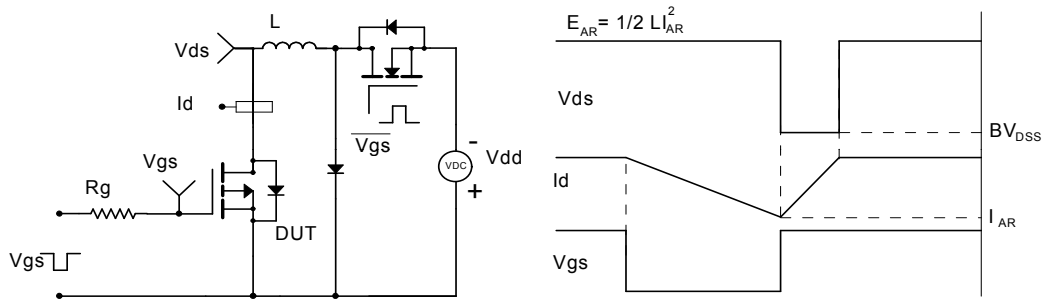 L
Vds
Id
Vgs
Vgs
-
VDC
Vdd
+
Rg
DUT
Vgs
E_AR = 1/2 LI_AR^2
Vds
BV_DSS
Id
I_AR
Vgs